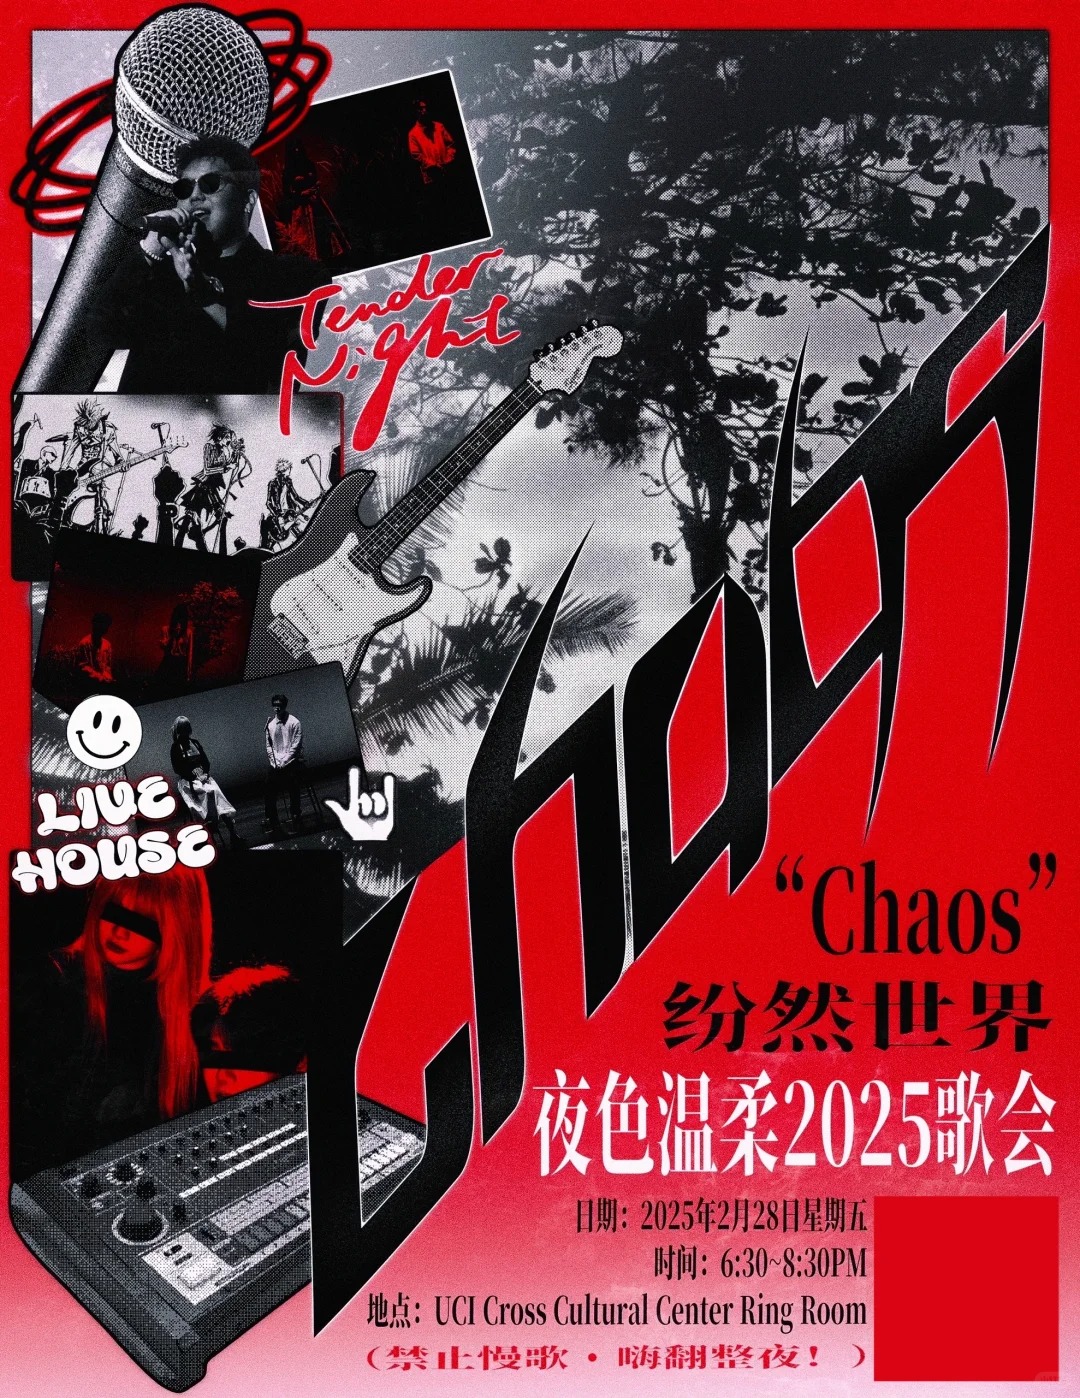 SHU
Tender
Night
LIVE
HOUSE
Chaos
“Chaos”
纷然世界
夜色温柔2025歌会
日期：2025年2月28日星期五
时间：6:30~8:30PM
地点：UCI Cross Cultural Center Ring Room
（禁止慢歌·嗨翻整夜！）